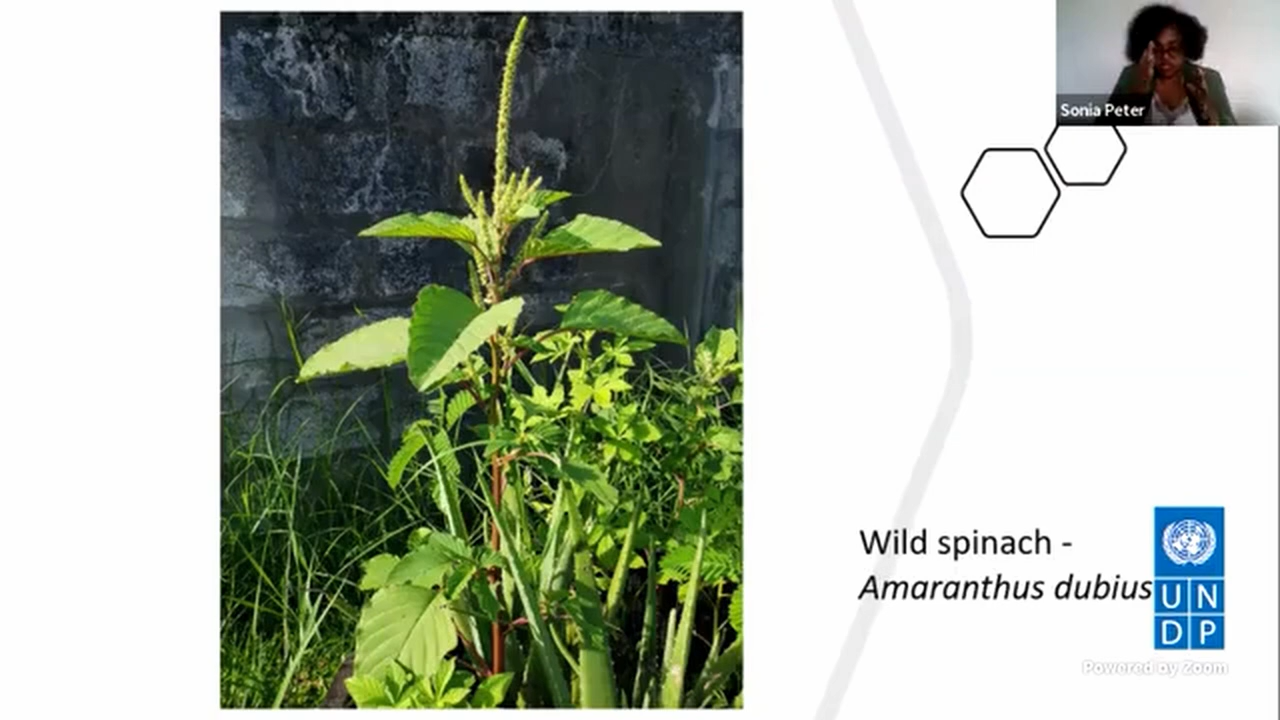 Sonia Peter
Wild spinach -
Amaranthus dubius
U N
D P
Powered by Zoom